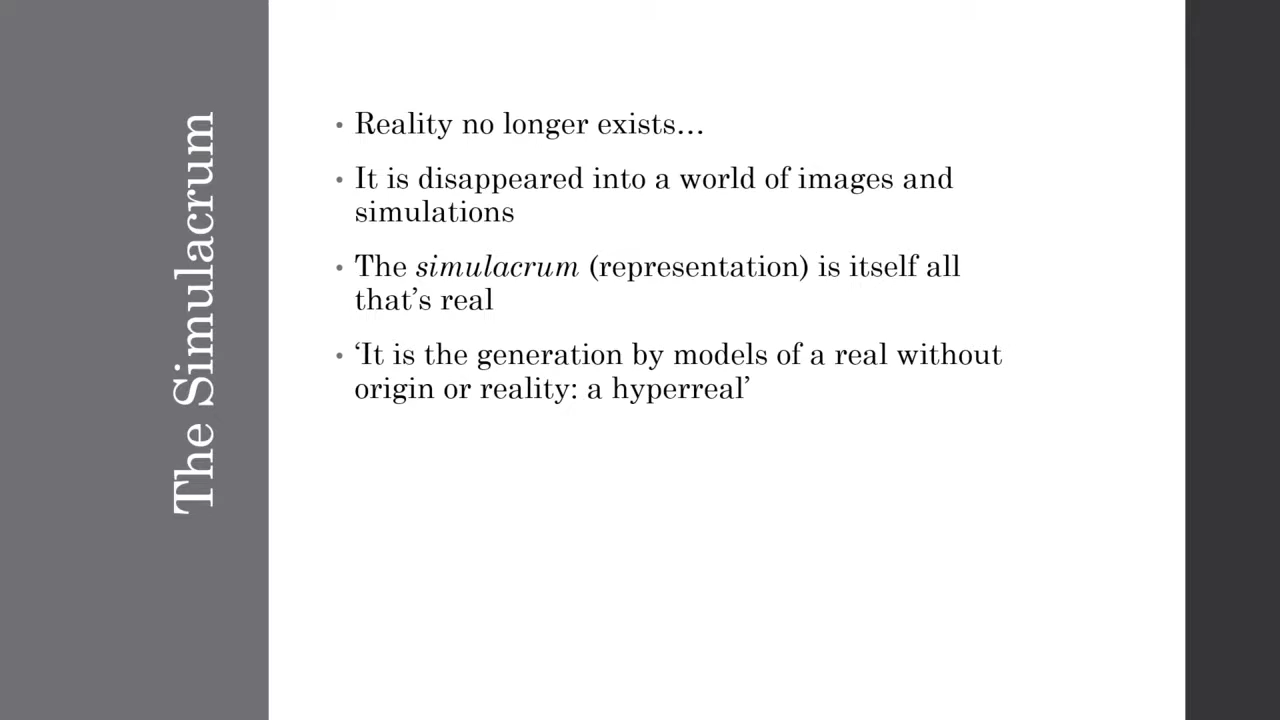 The Simulacrum
• Reality no longer exists…
• It is disappeared into a world of images and
simulations
• The simulacrum (representation) is itself all
that’s real
• ‘It is the generation by models of a real without
origin or reality: a hyperreal’